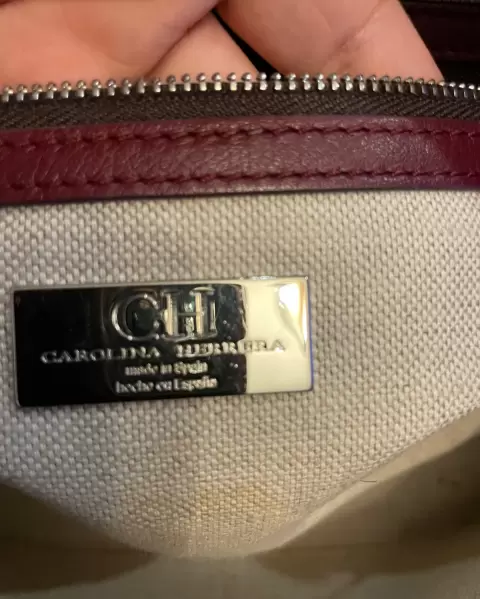 CH
CAROLINA HERRERA
made in Spain
hecho en España